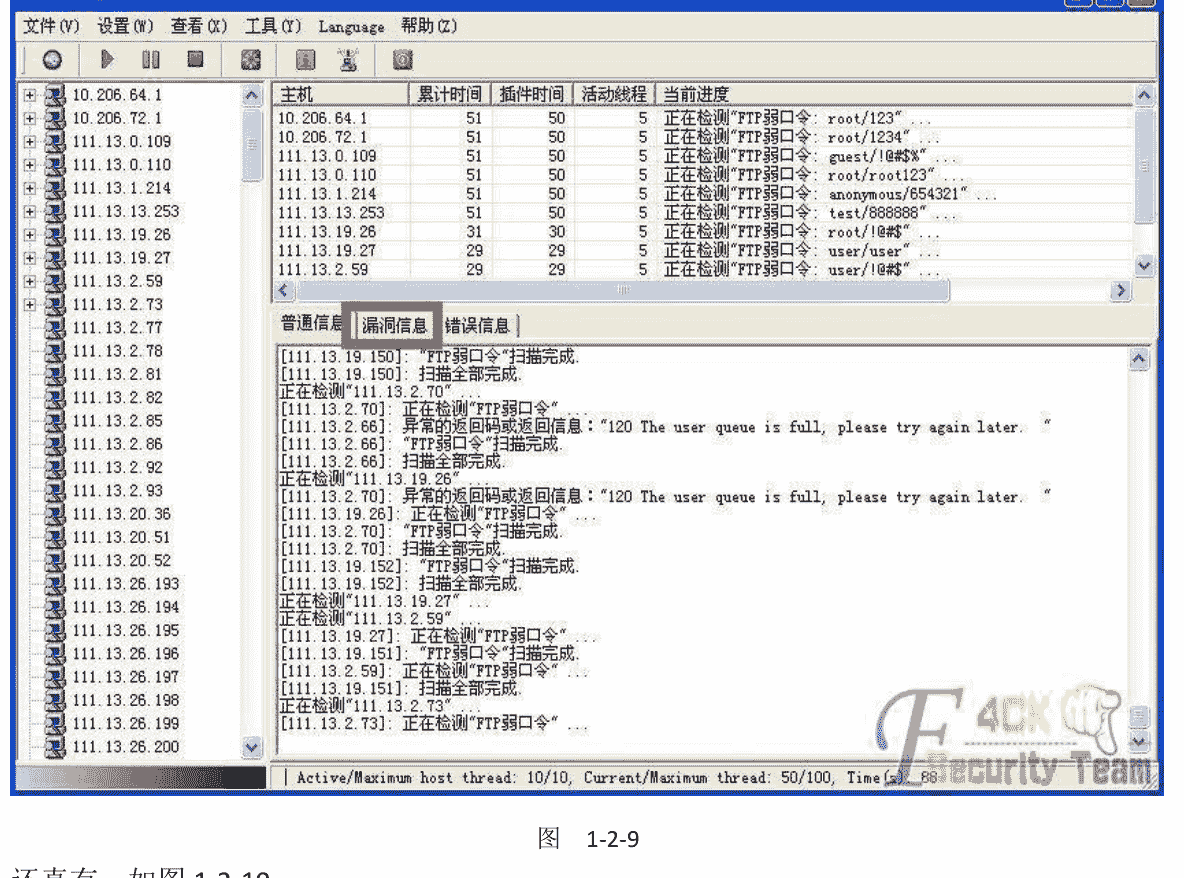 文件(V) 设置(W) 查看(X) 工具(Y) Language 帮助(Z)
10.206.64.1
10.206.72.1
111.13.0.109
111.13.0.110
111.13.1.214
111.13.13.253
111.13.19.26
111.13.19.27
111.13.2.59
111.13.2.73
111.13.2.77
111.13.2.78
111.13.2.81
111.13.2.82
111.13.2.85
111.13.2.86
111.13.2.92
111.13.2.93
111.13.20.36
111.13.20.51
111.13.20.52
111.13.26.193
111.13.26.194
111.13.26.195
111.13.26.196
111.13.26.197
111.13.26.198
111.13.26.199
111.13.26.200
主机 累计时间 插件时间 活动线程 当前进度
10.206.64.1 51 50 5 正在检测"FTP弱口令: root/123" ...
10.206.72.1 51 50 5 正在检测"FTP弱口令: root/1234" ...
111.13.0.109 51 50 5 正在检测"FTP弱口令: guest/!@#$%" ...
111.13.0.110 51 50 5 正在检测"FTP弱口令: root/root123" ...
111.13.1.214 51 50 5 正在检测"FTP弱口令: anonymous/654321" ...
111.13.13.253 51 50 5 正在检测"FTP弱口令: test/888888" ...
111.13.19.26 31 30 5 正在检测"FTP弱口令: root/!@#$" ...
111.13.19.27 29 29 5 正在检测"FTP弱口令: user/user" ...
111.13.2.59 29 29 5 正在检测"FTP弱口令: user/!@#$" ...
普通信息 漏洞信息 错误信息
[111.13.19.150]: "FTP弱口令"扫描完成.
[111.13.19.150]: 扫描全部完成.
正在检测"111.13.2.70" ...
[111.13.2.70]: 正在检测"FTP弱口令" ...
[111.13.2.66]: 异常的返回码或返回信息："120 The user queue is full, please try again later. "
[111.13.2.66]: "FTP弱口令"扫描完成.
[111.13.2.66]: 扫描全部完成.
正在检测"111.13.19.26" ...
[111.13.2.70]: 异常的返回码或返回信息："120 The user queue is full, please try again later. "
[111.13.19.26]: 正在检测"FTP弱口令" ...
[111.13.2.70]: "FTP弱口令"扫描完成.
[111.13.2.70]: 扫描全部完成.
[111.13.19.152]: "FTP弱口令"扫描完成.
[111.13.19.152]: 扫描全部完成.
正在检测"111.13.19.27" ...
正在检测"111.13.2.59" ...
[111.13.19.27]: 正在检测"FTP弱口令" ...
[111.13.19.151]: "FTP弱口令"扫描完成.
[111.13.2.59]: 正在检测"FTP弱口令" ...
[111.13.19.151]: 扫描全部完成.
正在检测"111.13.2.73" ...
[111.13.2.73]: 正在检测"FTP弱口令" ...
F4CK
Security Team
Active/Maximum host thread: 10/10, Current/Maximum thread: 50/100, Time(s): 88
图 1-2-9
还真有 如图 1-2-10